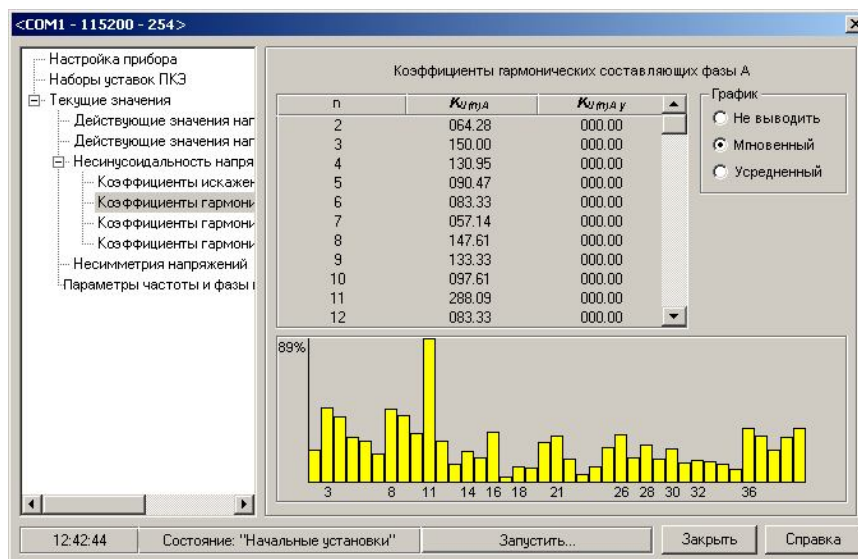 <COM1 - 115200 - 254>
Настройка прибора
Наборы уставок ПКЭ
Текущие значения
Действующие значения наг
Действующие значения наг
Несинусоидальность напря
Коэффициенты искажен
Коэффициенты гармони
Коэффициенты гармони
Коэффициенты гармони
Несимметрия напряжений
Параметры частоты и фазы
Коэффициенты гармонических составляющих фазы А
n KU(n)A KU(n)A y
2 064.28 000.00
3 150.00 000.00
4 130.95 000.00
5 090.47 000.00
6 083.33 000.00
7 057.14 000.00
8 147.61 000.00
9 133.33 000.00
10 097.61 000.00
11 288.09 000.00
12 083.33 000.00
График
Не выводить
Мгновенный
Усредненный
89%
3 8 11 14 16 18 21 26 28 30 32 36
12:42:44 Состояние: "Начальные установки" Запустить... Закрыть Справка